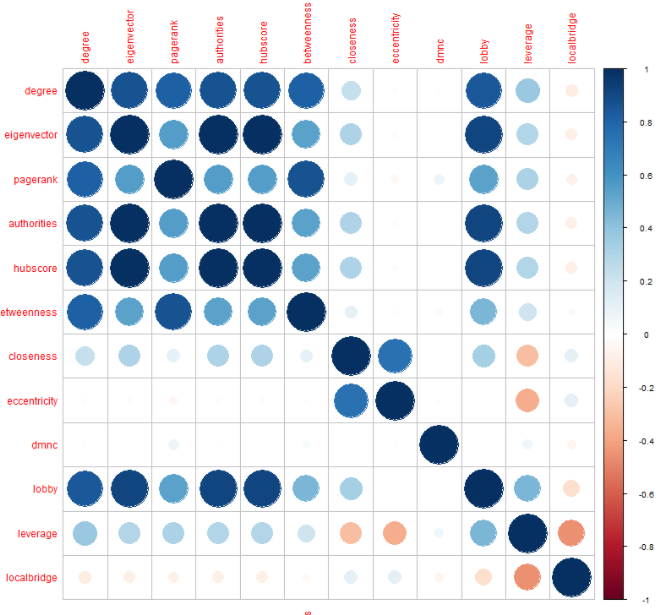 degree
eigenvector
pagerank
authorities
hubscore
betweenness
closeness
eccentricity
dmnc
lobby
leverage
localbridge
degree
eigenvector
pagerank
authorities
hubscore
etweenness
closeness
eccentricity
dmnc
lobby
leverage
localbridge
1
0.8
0.6
0.4
0.2
0
-0.2
-0.4
-0.6
-0.8
-1
s